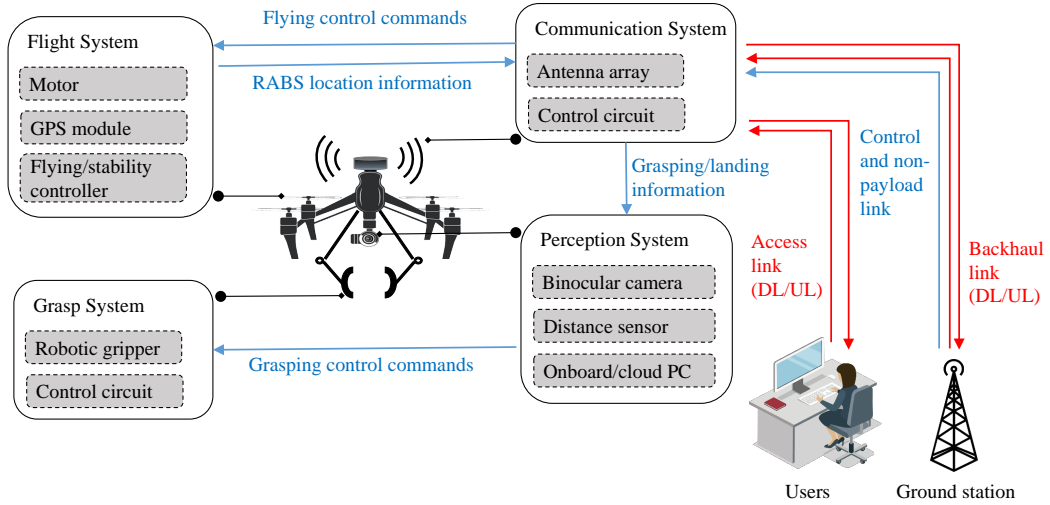 Flying control commands
Flight System
Motor
GPS module
Flying/stability
controller
RABS location information
Communication System
Antenna array
Control circuit
Grasping/landing
information
Control
and non-
payload
link
Access
link
(DL/UL)
Backhaul
link
(DL/UL)
Perception System
Binocular camera
Distance sensor
Onboard/cloud PC
Grasp System
Robotic gripper
Control circuit
Grasping control commands
Users
Ground station